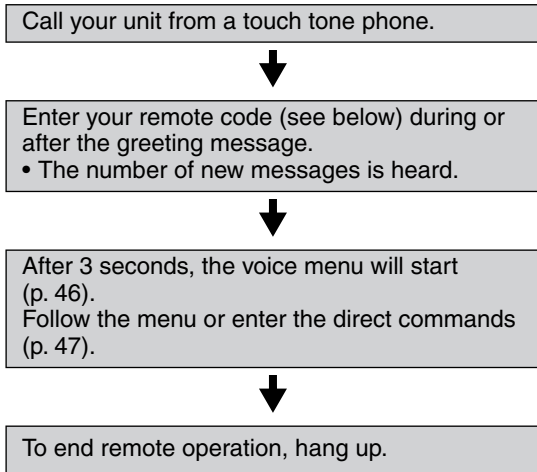 Call your unit from a touch tone phone.
Enter your remote code (see below) during or
after the greeting message.
• The number of new messages is heard.
After 3 seconds, the voice menu will start
(p. 46).
Follow the menu or enter the direct commands
(p. 47).
To end remote operation, hang up.